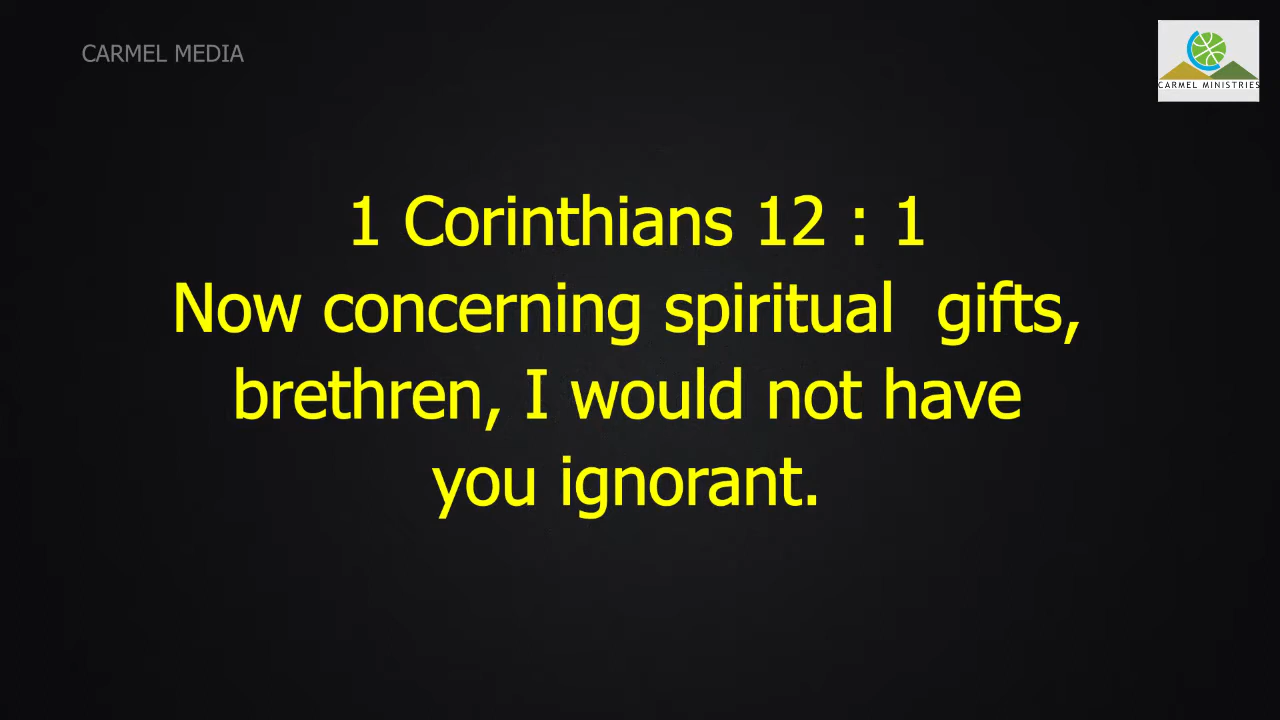 CARMEL MEDIA
CARMEL MINISTRIES
1 Corinthians 12 : 1
Now concerning spiritual  gifts,
brethren, I would not have
you ignorant.